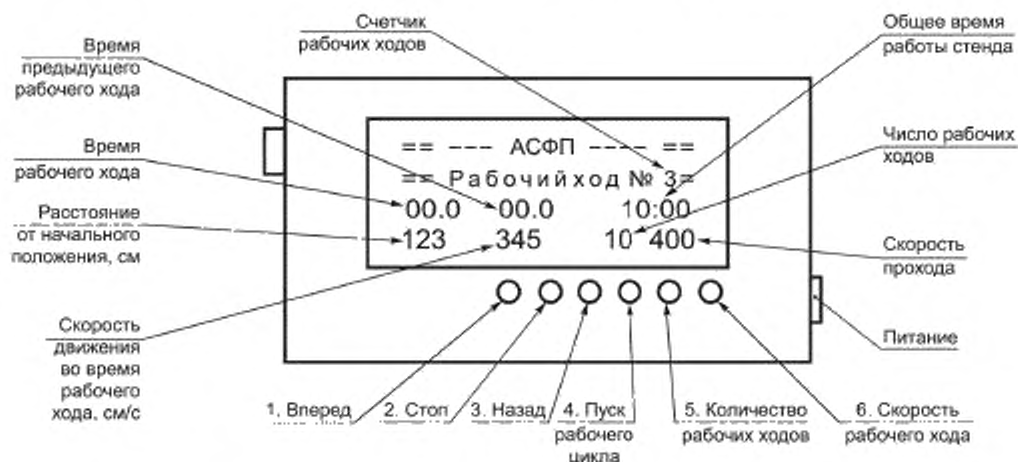 Время
предыдущего
рабочего хода
Счетчик
рабочих ходов
Общее время
работы стенда
Время
рабочего хода
Расстояние
от начального
положения, см
Скорость
движения
во время
рабочего
хода, см/с
== --- АСФП ---- ==
== Рабочий ход № 3=
00.0 00.0 10:00
123 345 10 400
Число рабочих
ходов
Скорость
прохода
Питание
1. Вперед
2. Стоп
3. Назад
4. Пуск
рабочего
цикла
5. Количество
рабочих ходов
6. Скорость
рабочего хода